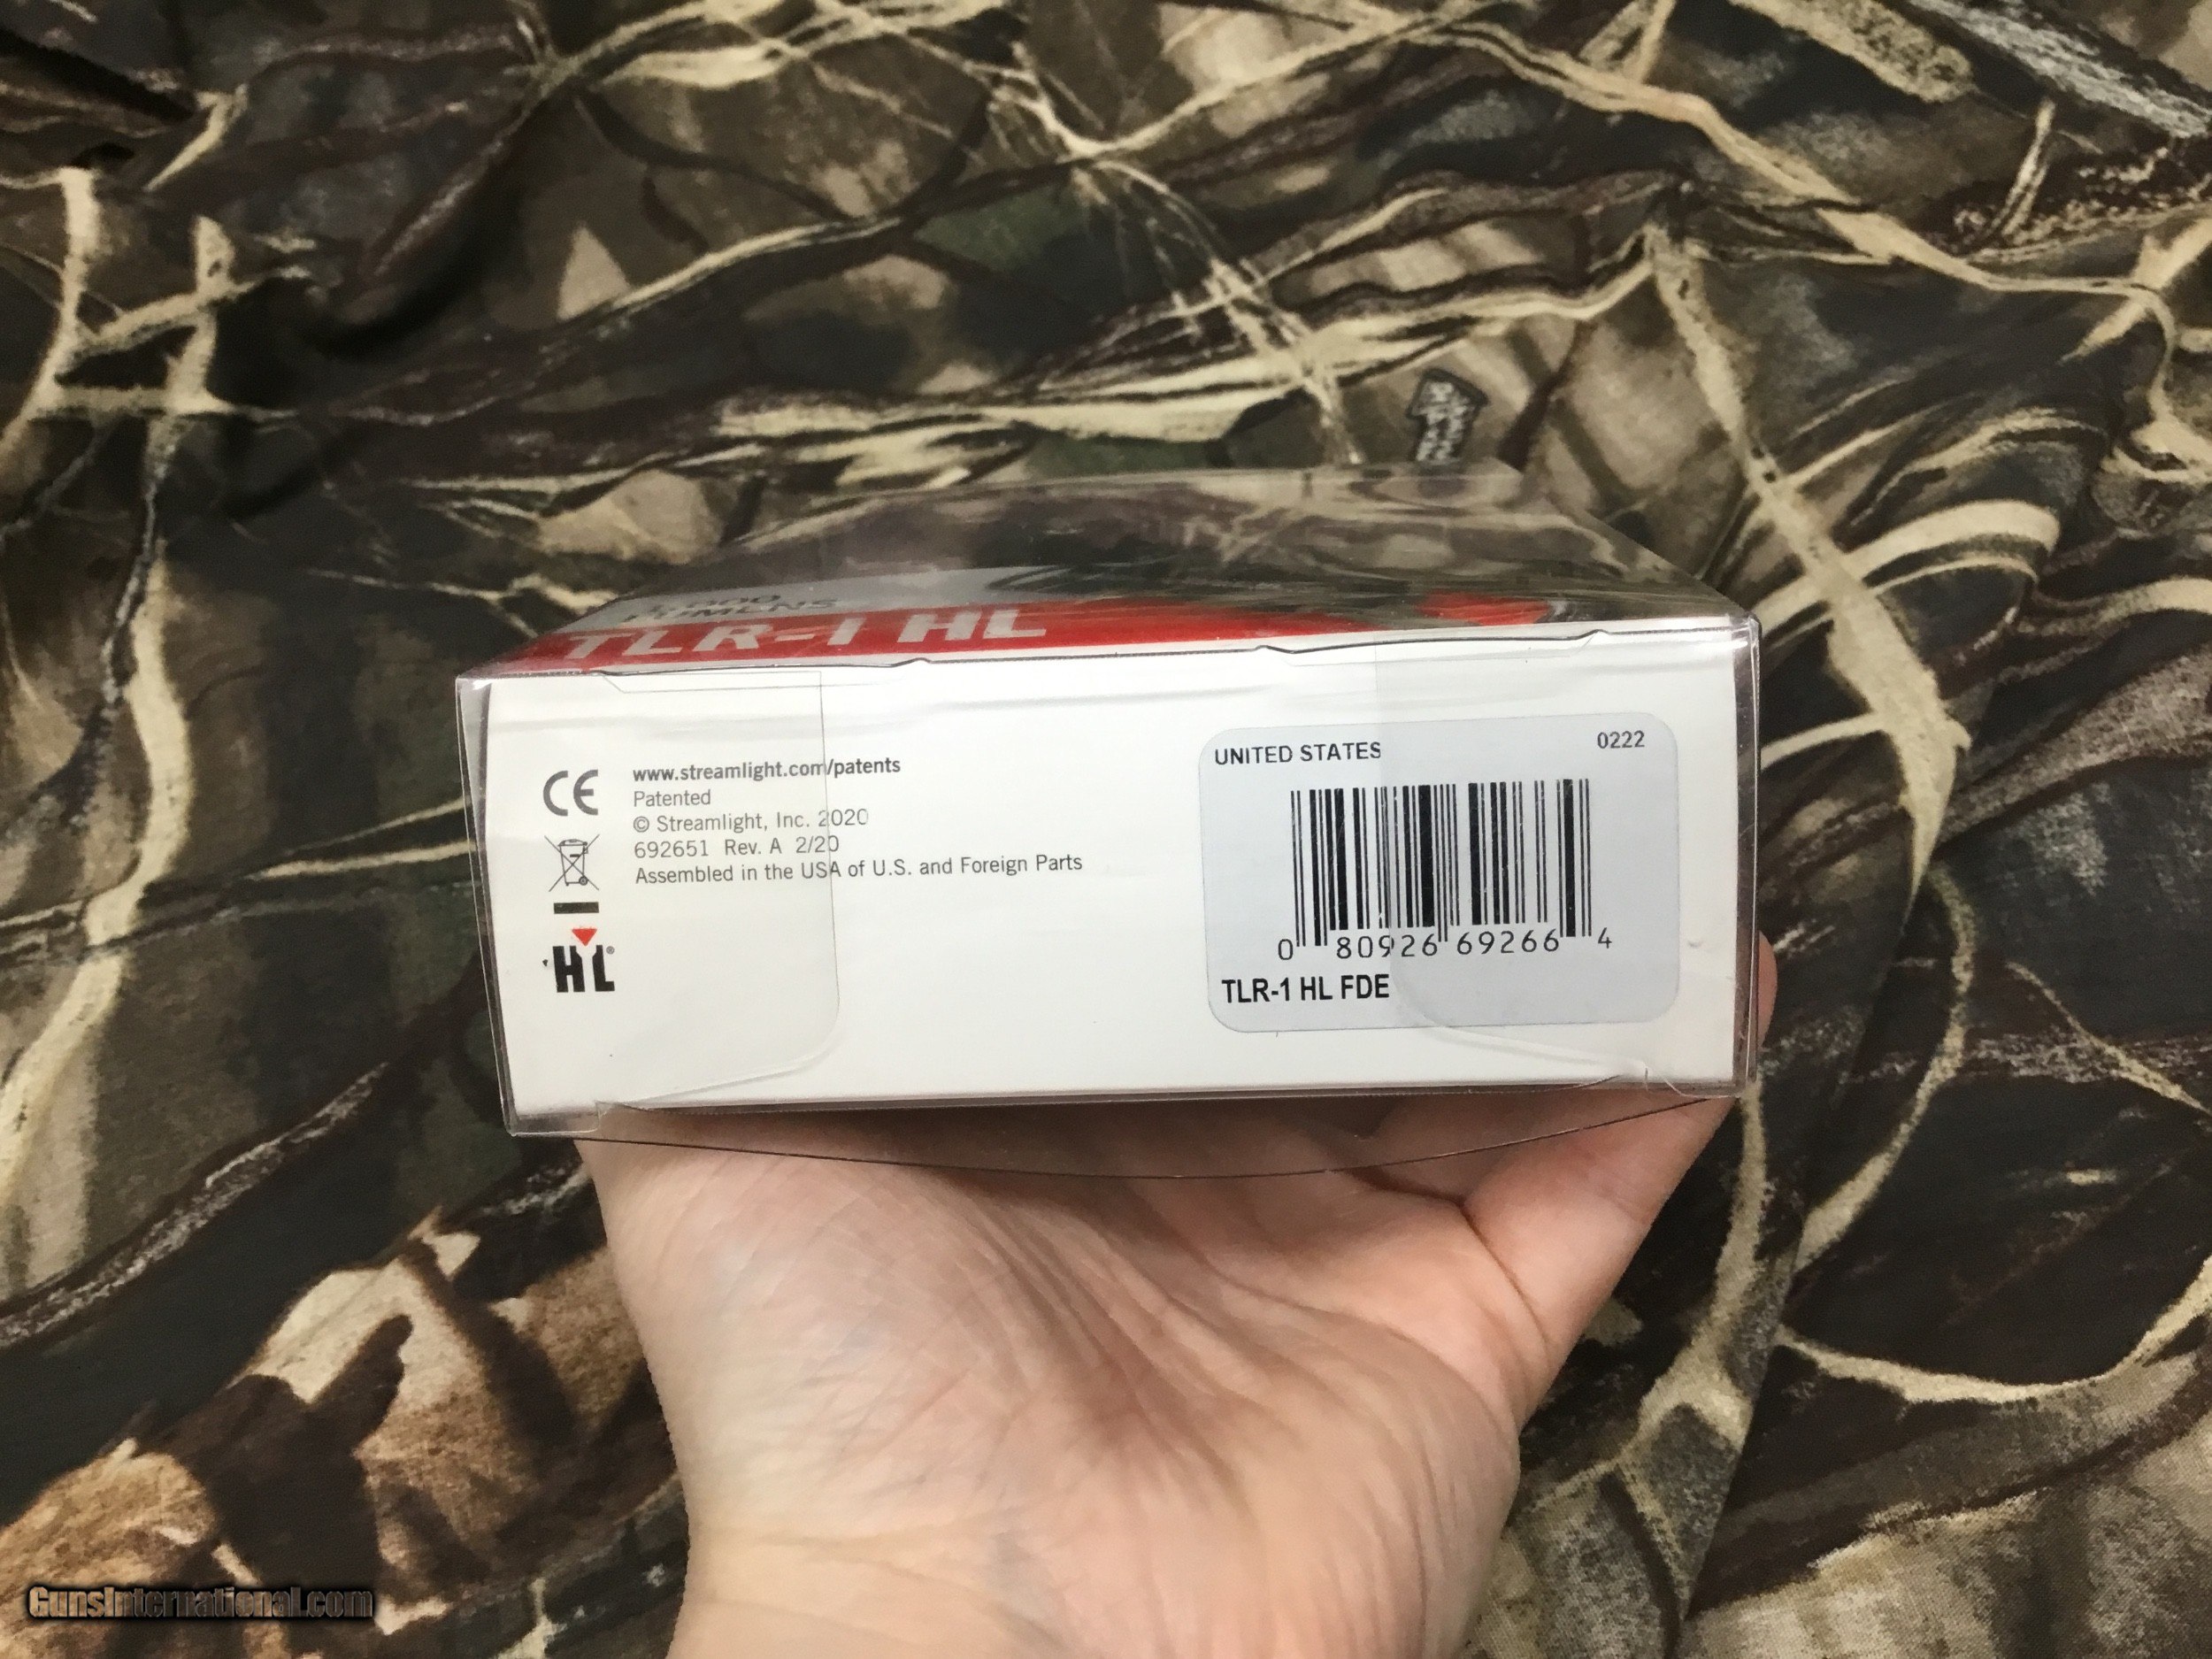 LUMENS
TLR-1 HL
CE
www.streamlight.com/patents
Patented
© Streamlight, Inc. 2020
692651 Rev. A 2/20
Assembled in the USA of U.S. and Foreign Parts
HL®
UNITED STATES 0222
0 80926 69266 4
TLR-1 HL FDE
GunsInternational.com